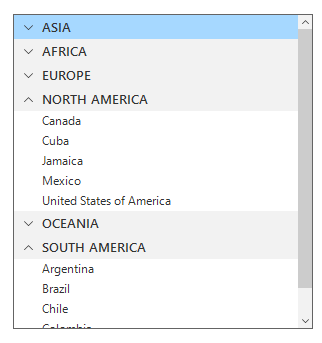 ASIA
AFRICA
EUROPE
NORTH AMERICA
Canada
Cuba
Jamaica
Mexico
United States of America
OCEANIA
SOUTH AMERICA
Argentina
Brazil
Chile
Colombia